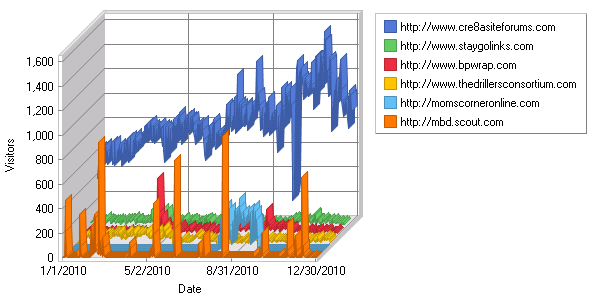 1,600
1,400
1,200
1,000
800
600
400
200
0
Visitors
1/1/2010
5/2/2010
8/31/2010
12/30/2010
Date
http://www.cre8asiteforums.com
http://www.staygolinks.com
http://www.bpwrap.com
http://www.thedrillersconsortium.com
http://momscorneronline.com
http://mbd.scout.com